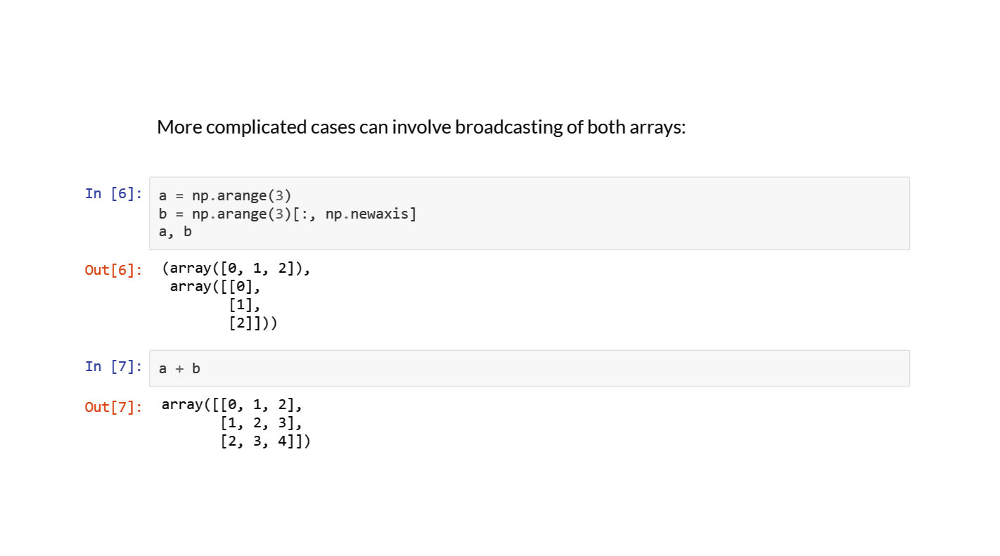 More complicated cases can involve broadcasting of both arrays:
In [6]:
a = np.arange(3)
b = np.arange(3)[:, np.newaxis]
a, b
Out[6]:
(array([0, 1, 2]),
 array([[0],
        [1],
        [2]]))
In [7]:
a + b
Out[7]:
array([[0, 1, 2],
       [1, 2, 3],
       [2, 3, 4]])